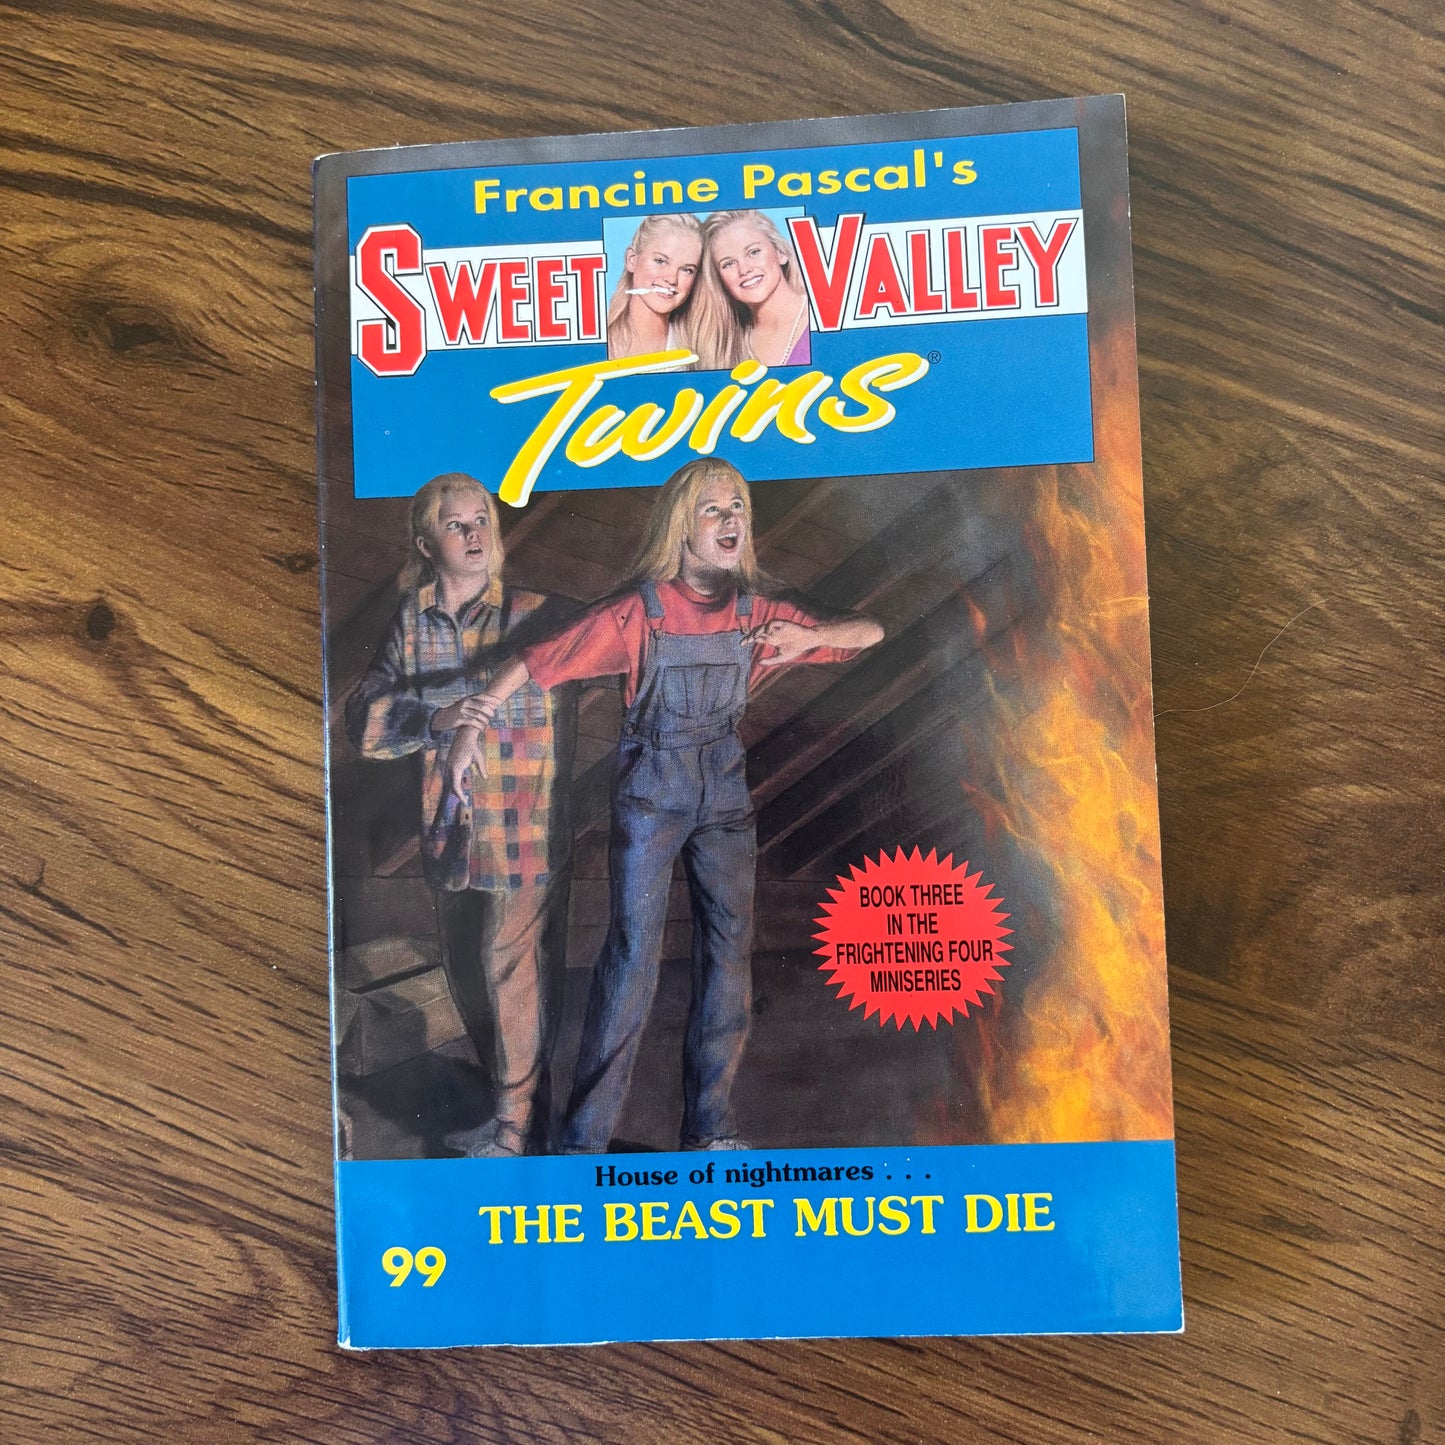 Francine Pascal's
SWEET VALLEY
Twins®
BOOK THREE
IN THE
FRIGHTENING FOUR
MINISERIES
House of nightmares . . .
THE BEAST MUST DIE
99